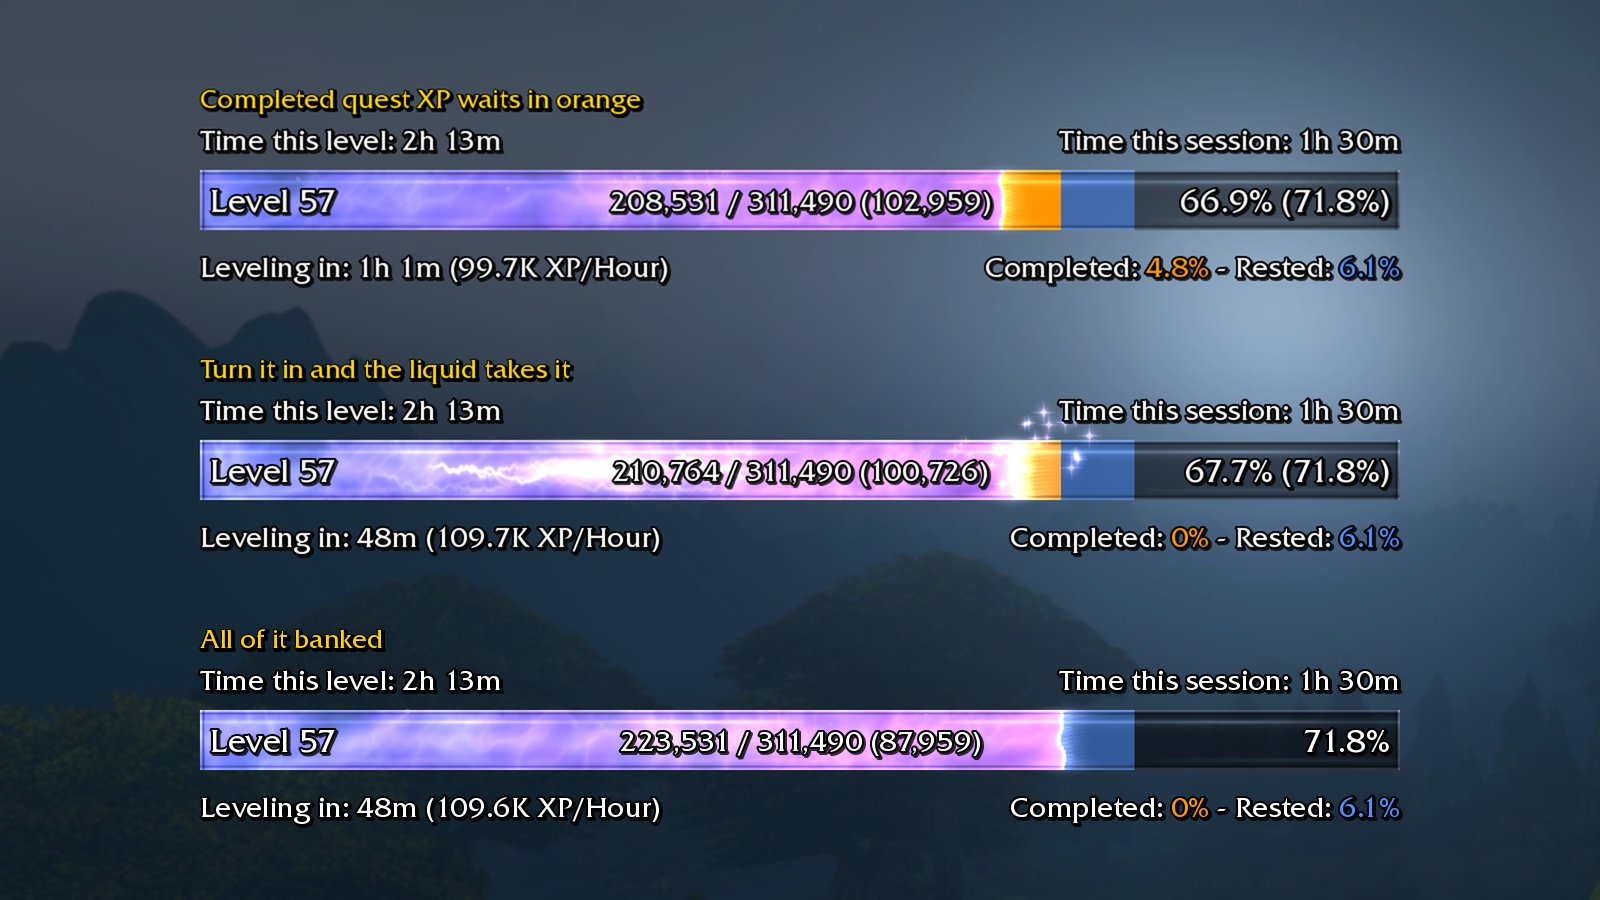 Completed quest XP waits in orange
Time this level: 2h 13m Time this session: 1h 30m
Level 57 208,531 / 311,490 (102,959) 66.9% (71.8%)
Leveling in: 1h 1m (99.7K XP/Hour) Completed: 4.8% - Rested: 6.1%
Turn it in and the liquid takes it
Time this level: 2h 13m Time this session: 1h 30m
Level 57 210,764 / 311,490 (100,726) 67.7% (71.8%)
Leveling in: 48m (109.7K XP/Hour) Completed: 0% - Rested: 6.1%
All of it banked
Time this level: 2h 13m Time this session: 1h 30m
Level 57 223,531 / 311,490 (87,959) 71.8%
Leveling in: 48m (109.6K XP/Hour) Completed: 0% - Rested: 6.1%